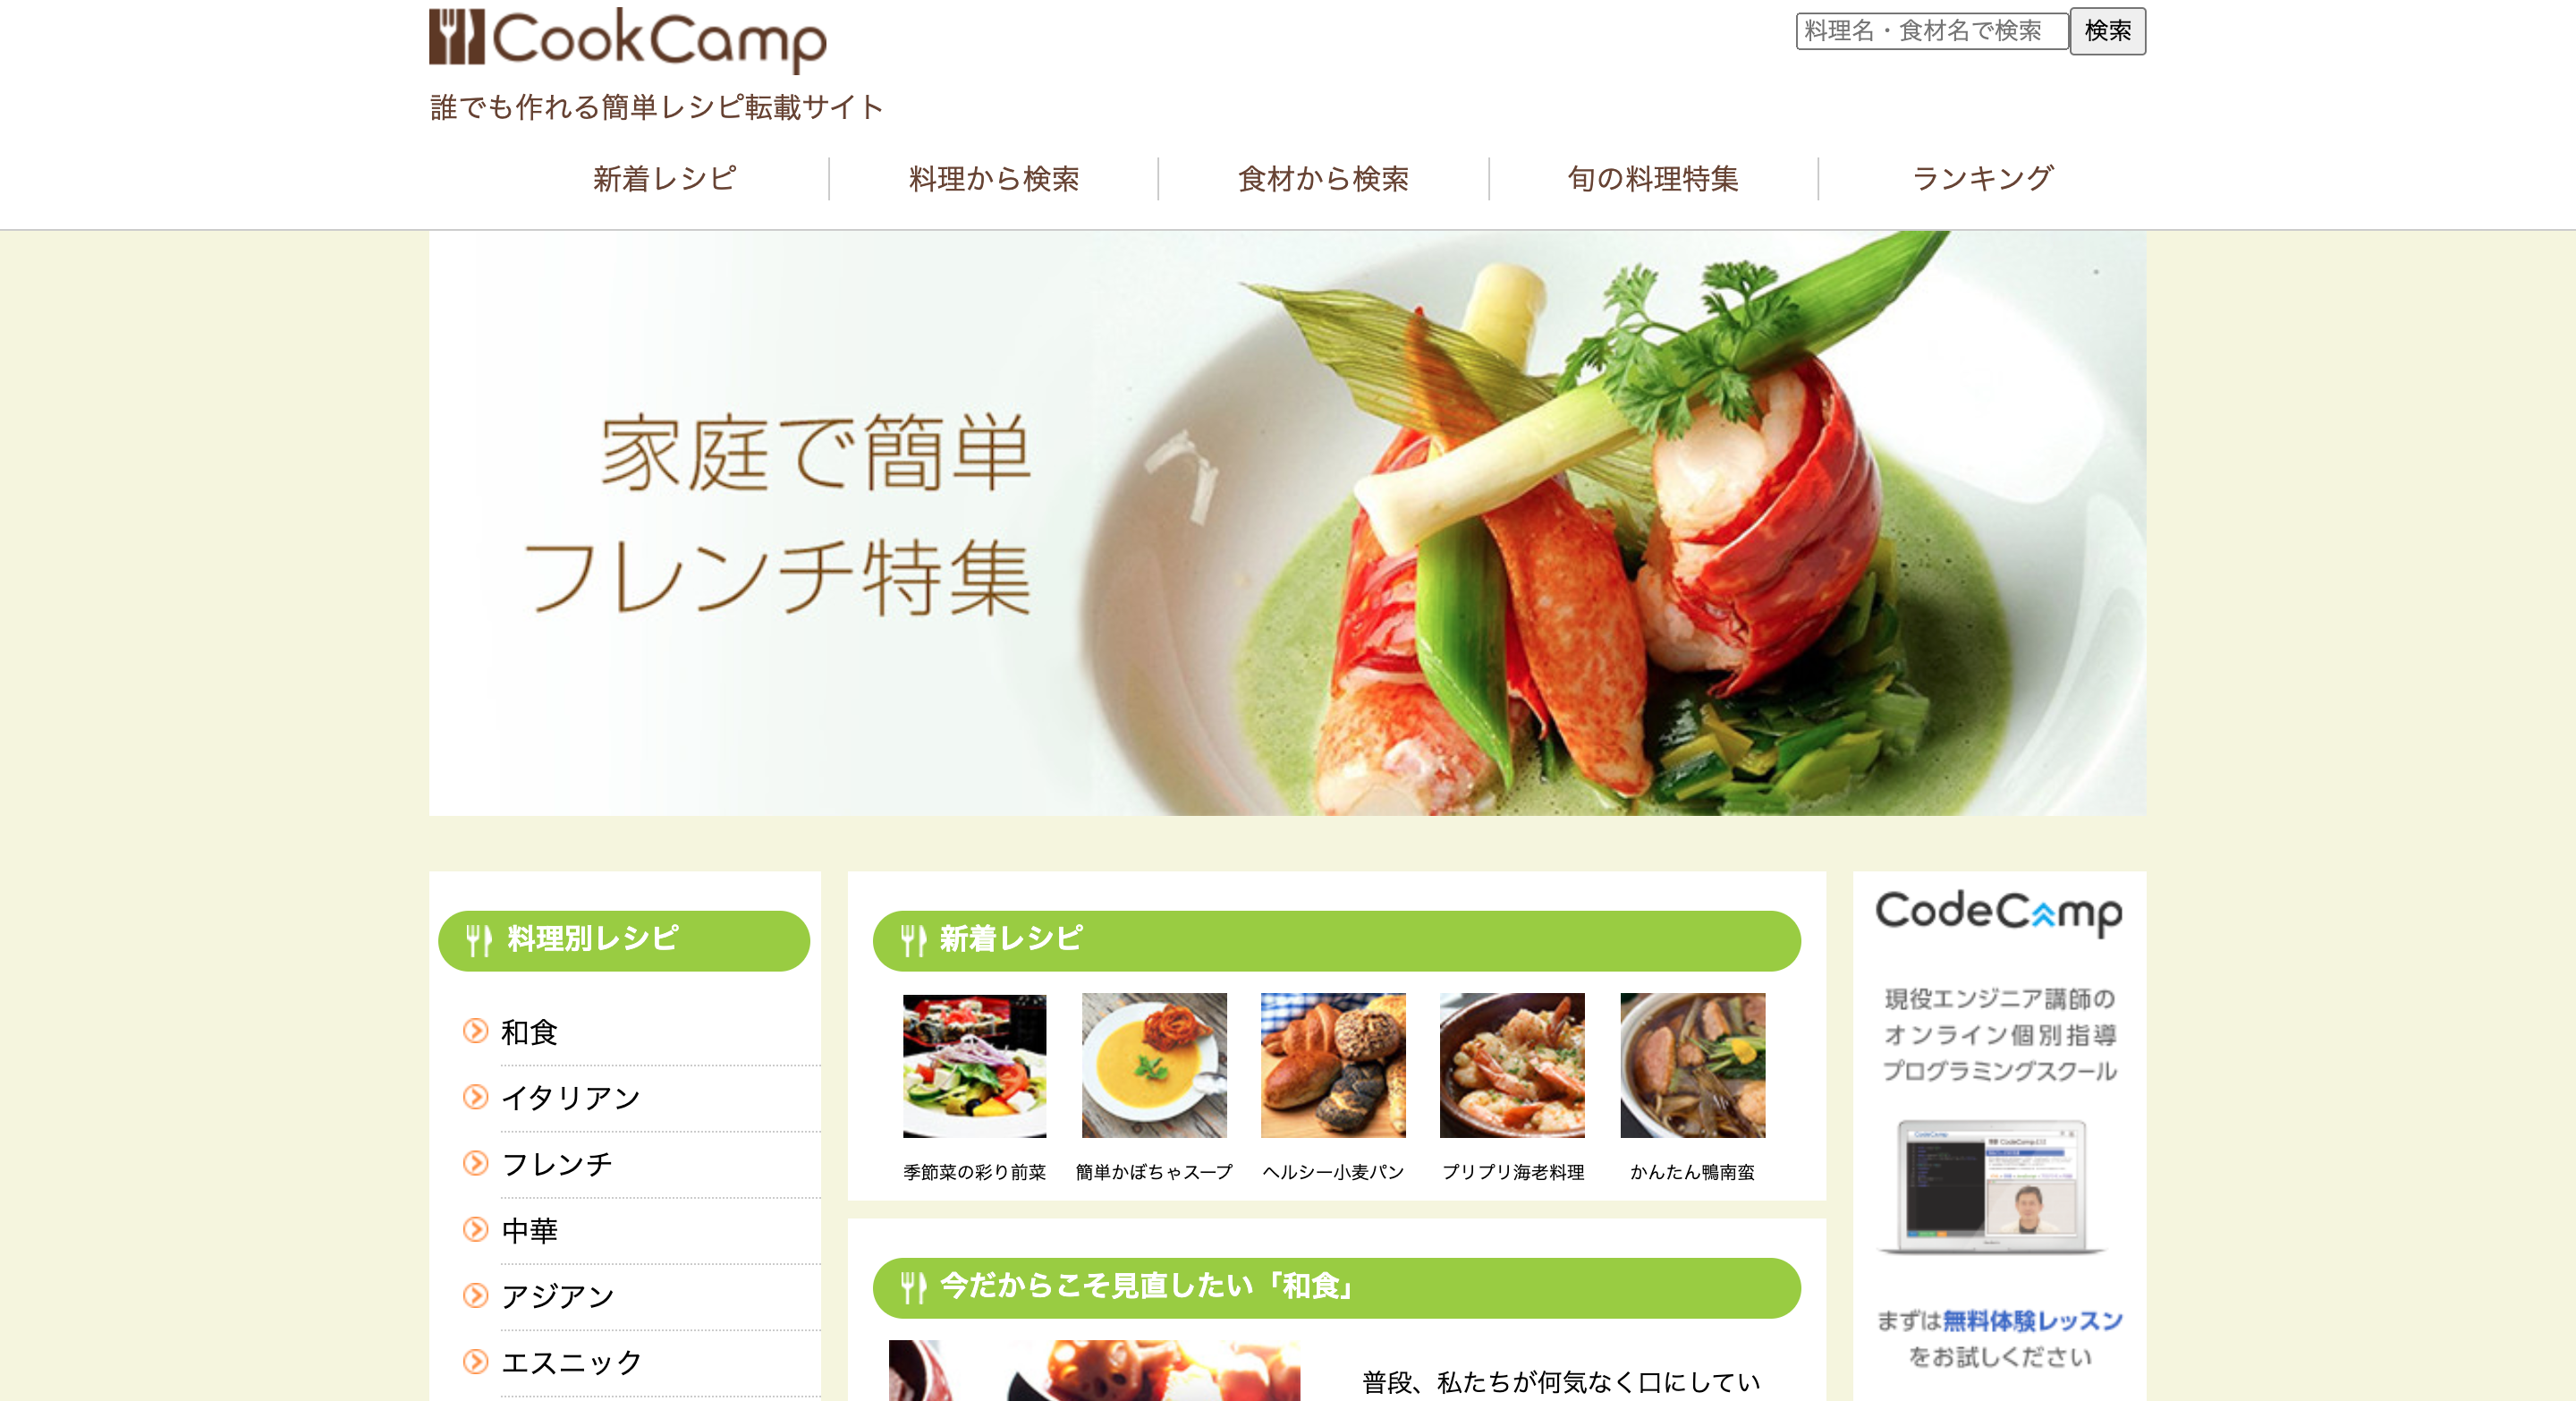 CookCamp
料理名・食材名で検索 検索
誰でも作れる簡単レシピ転載サイト
新着レシピ 料理から検索 食材から検索 旬の料理特集 ランキング
家庭で簡単
フレンチ特集
料理別レシピ
和食
イタリアン
フレンチ
中華
アジアン
エスニック
新着レシピ
季節菜の彩り前菜 簡単かぼちゃスープ ヘルシー小麦パン プリプリ海老料理 かんたん鴨南蛮
今だからこそ見直したい「和食」
普段、私たちが何気なく口にしてい
CodeCamp
現役エンジニア講師の
オンライン個別指導
プログラミングスクール
まずは無料体験レッスン
をお試しください